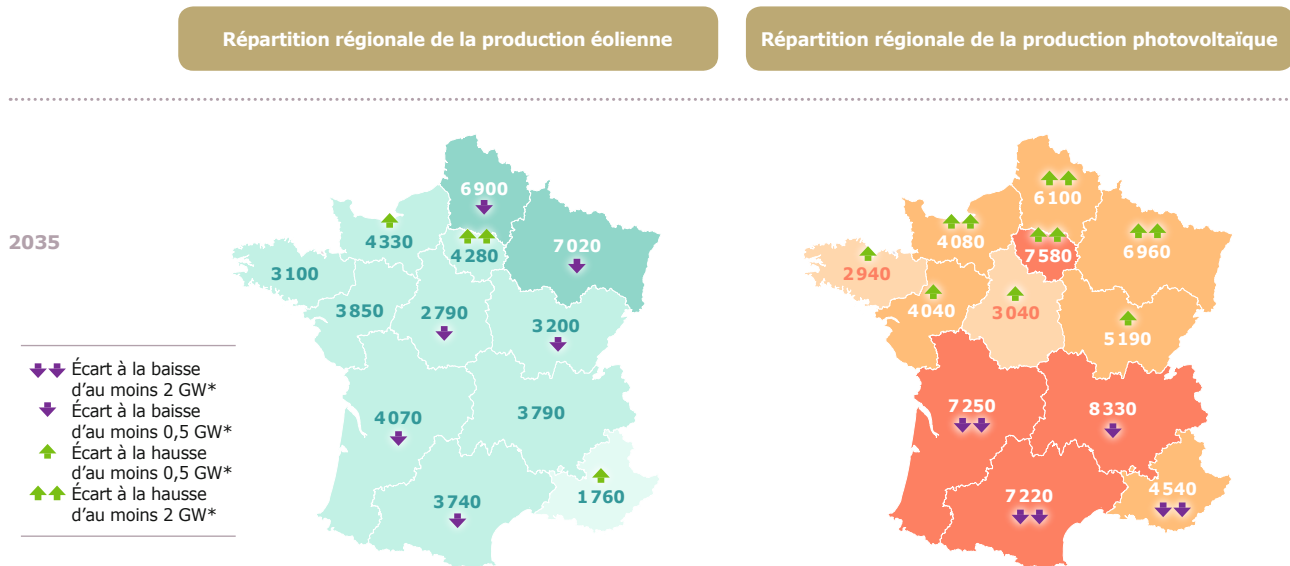 Répartition régionale de la production éolienne
Répartition régionale de la production photovoltaïque
2035
6900
4330
4280
7020
3100
3850
2790
3200
4070
3790
3740
1760
6100
4080
7580
6960
2940
4040
3040
5190
7250
8330
7220
4540
Écart à la baisse
d'au moins 2 GW*
Écart à la baisse
d'au moins 0,5 GW*
Écart à la hausse
d'au moins 0,5 GW*
Écart à la hausse
d'au moins 2 GW*